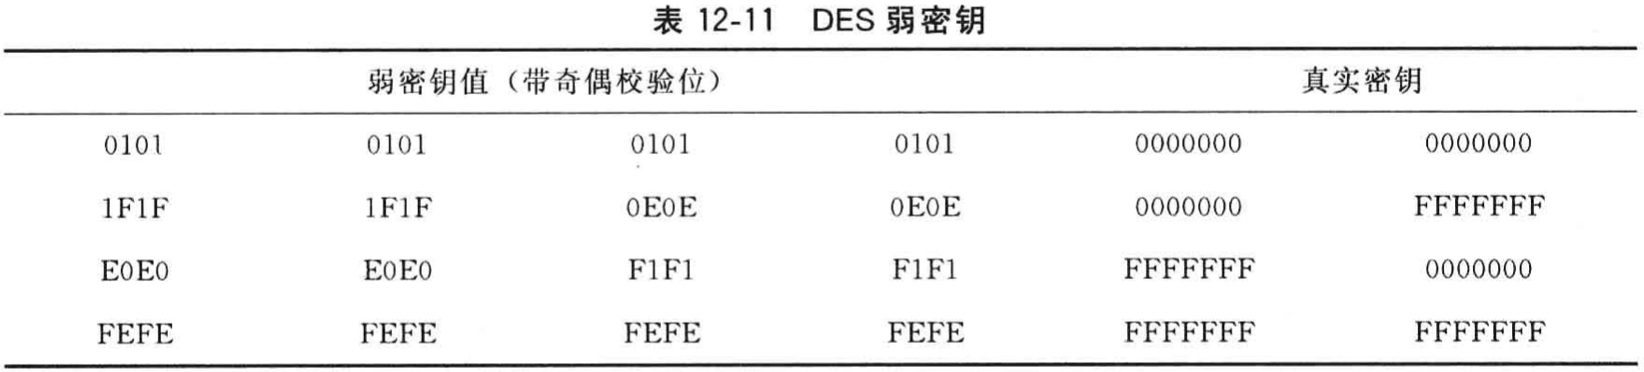 表 12-11 DES 弱密钥
弱密钥值（带奇偶校验位） 真实密钥
0101 0101 0101 0101 0000000 0000000
1F1F 1F1F 0E0E 0E0E 0000000 FFFFFFF
E0E0 E0E0 F1F1 F1F1 FFFFFFF 0000000
FEFE FEFE FEFE FEFE FFFFFFF FFFFFFF